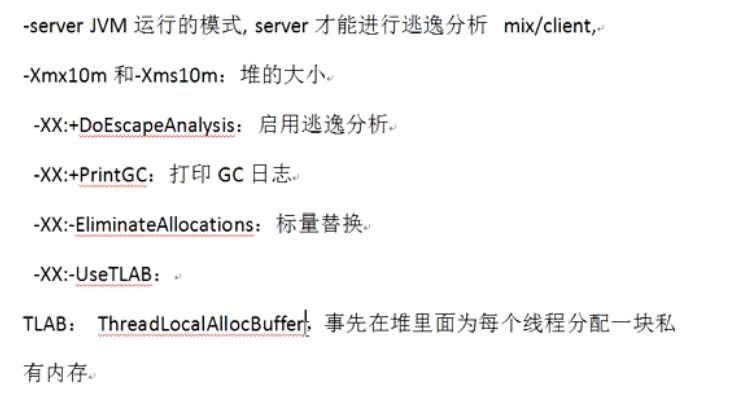 -server JVM 运行的模式, server 才能进行逃逸分析 mix/client,
-Xmx10m 和-Xms10m：堆的大小
-XX:+DoEscapeAnalysis：启用逃逸分析
-XX:+PrintGC：打印 GC 日志
-XX:-EliminateAllocations：标量替换
-XX:-UseTLAB：
TLAB： ThreadLocalAllocBuffer，事先在堆里面为每个线程分配一块私
有内存